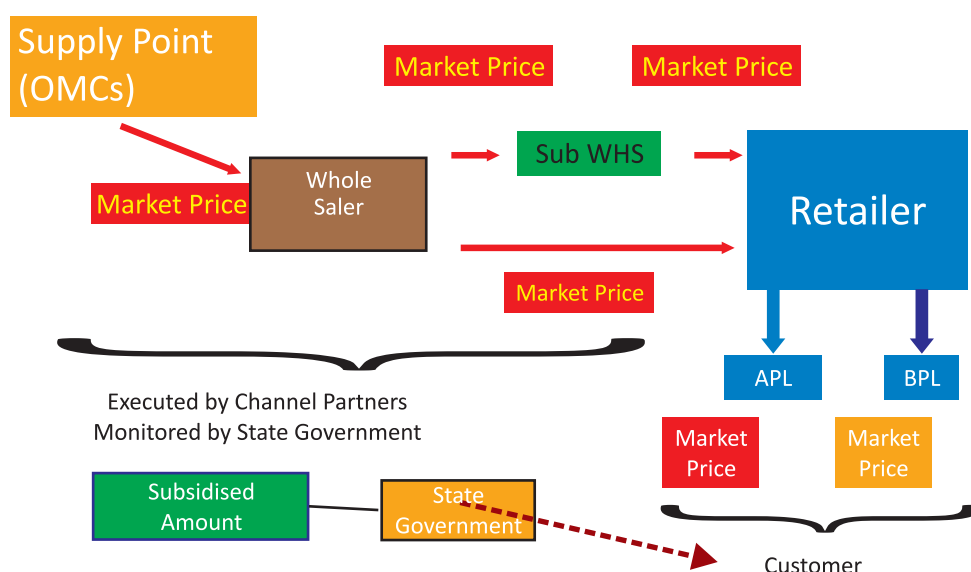 Supply Point
(OMCs)
Market Price
Market Price
Market Price
Whole
Saler
Sub WHS
Retailer
Market Price
APL
BPL
Executed by Channel Partners
Monitored by State Government
Market
Price
Market
Price
Subsidised
Amount
State
Government
Customer